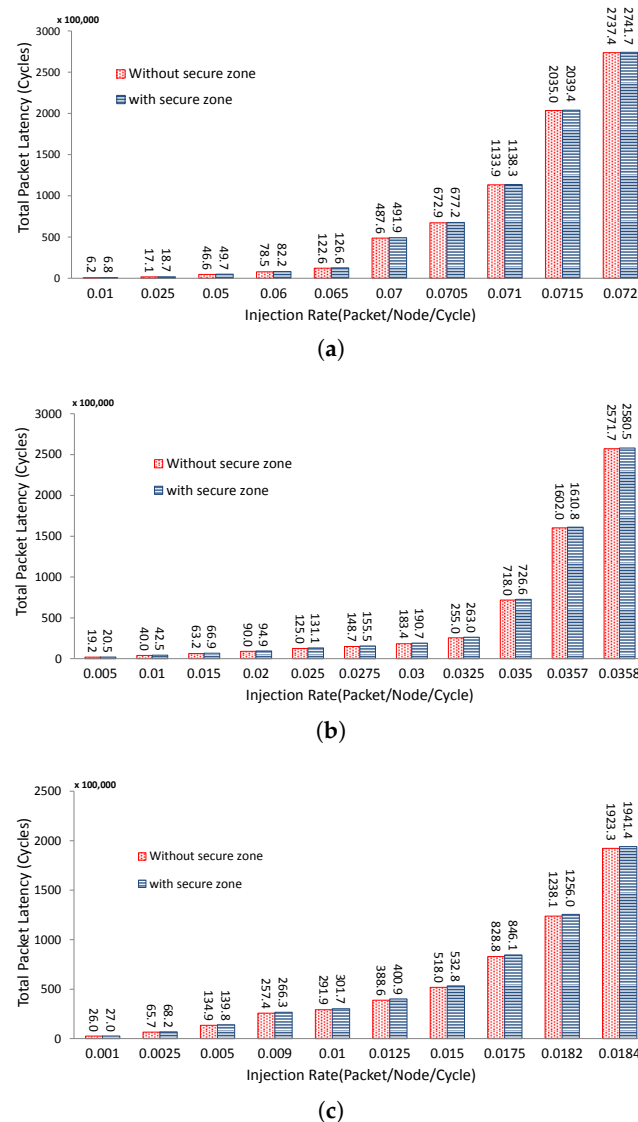 x 100,000
Total Packet Latency (Cycles)
3000
2500
2000
1500
1000
500
0
Without secure zone
with secure zone
6.2 6.8 17.1 18.7 46.6 49.7 78.5 82.2 122.6 126.6 487.6 491.9 672.9 677.2 1133.9 1138.3 2035.0 2039.4 2737.4 2741.7
0.01 0.025 0.05 0.06 0.065 0.07 0.0705 0.071 0.0715 0.072
Injection Rate(Packet/Node/Cycle)
(a)
x 100,000
Total Packet Latency (Cycles)
3000
2500
2000
1500
1000
500
0
Without secure zone
with secure zone
19.2 20.5 40.0 42.5 63.2 66.9 90.0 94.9 125.0 131.1 148.7 155.5 183.4 190.7 255.0 263.0 718.0 726.6 1602.0 1610.8 2571.7 2580.5
0.005 0.01 0.015 0.02 0.025 0.0275 0.03 0.0325 0.035 0.0357 0.0358
Injection Rate(Packet/Node/Cycle)
(b)
x 100,000
Total Packet Latency (Cycles)
2500
2000
1500
1000
500
0
Without secure zone
with secure zone
26.0 27.0 65.7 68.2 134.9 139.8 257.4 266.3 291.9 301.7 388.6 400.9 518.0 532.8 828.8 846.1 1238.1 1256.0 1923.3 1941.4
0.001 0.0025 0.005 0.009 0.01 0.0125 0.015 0.0175 0.0182 0.0184
Injection Rate(Packet/Node/Cycle)
(c)